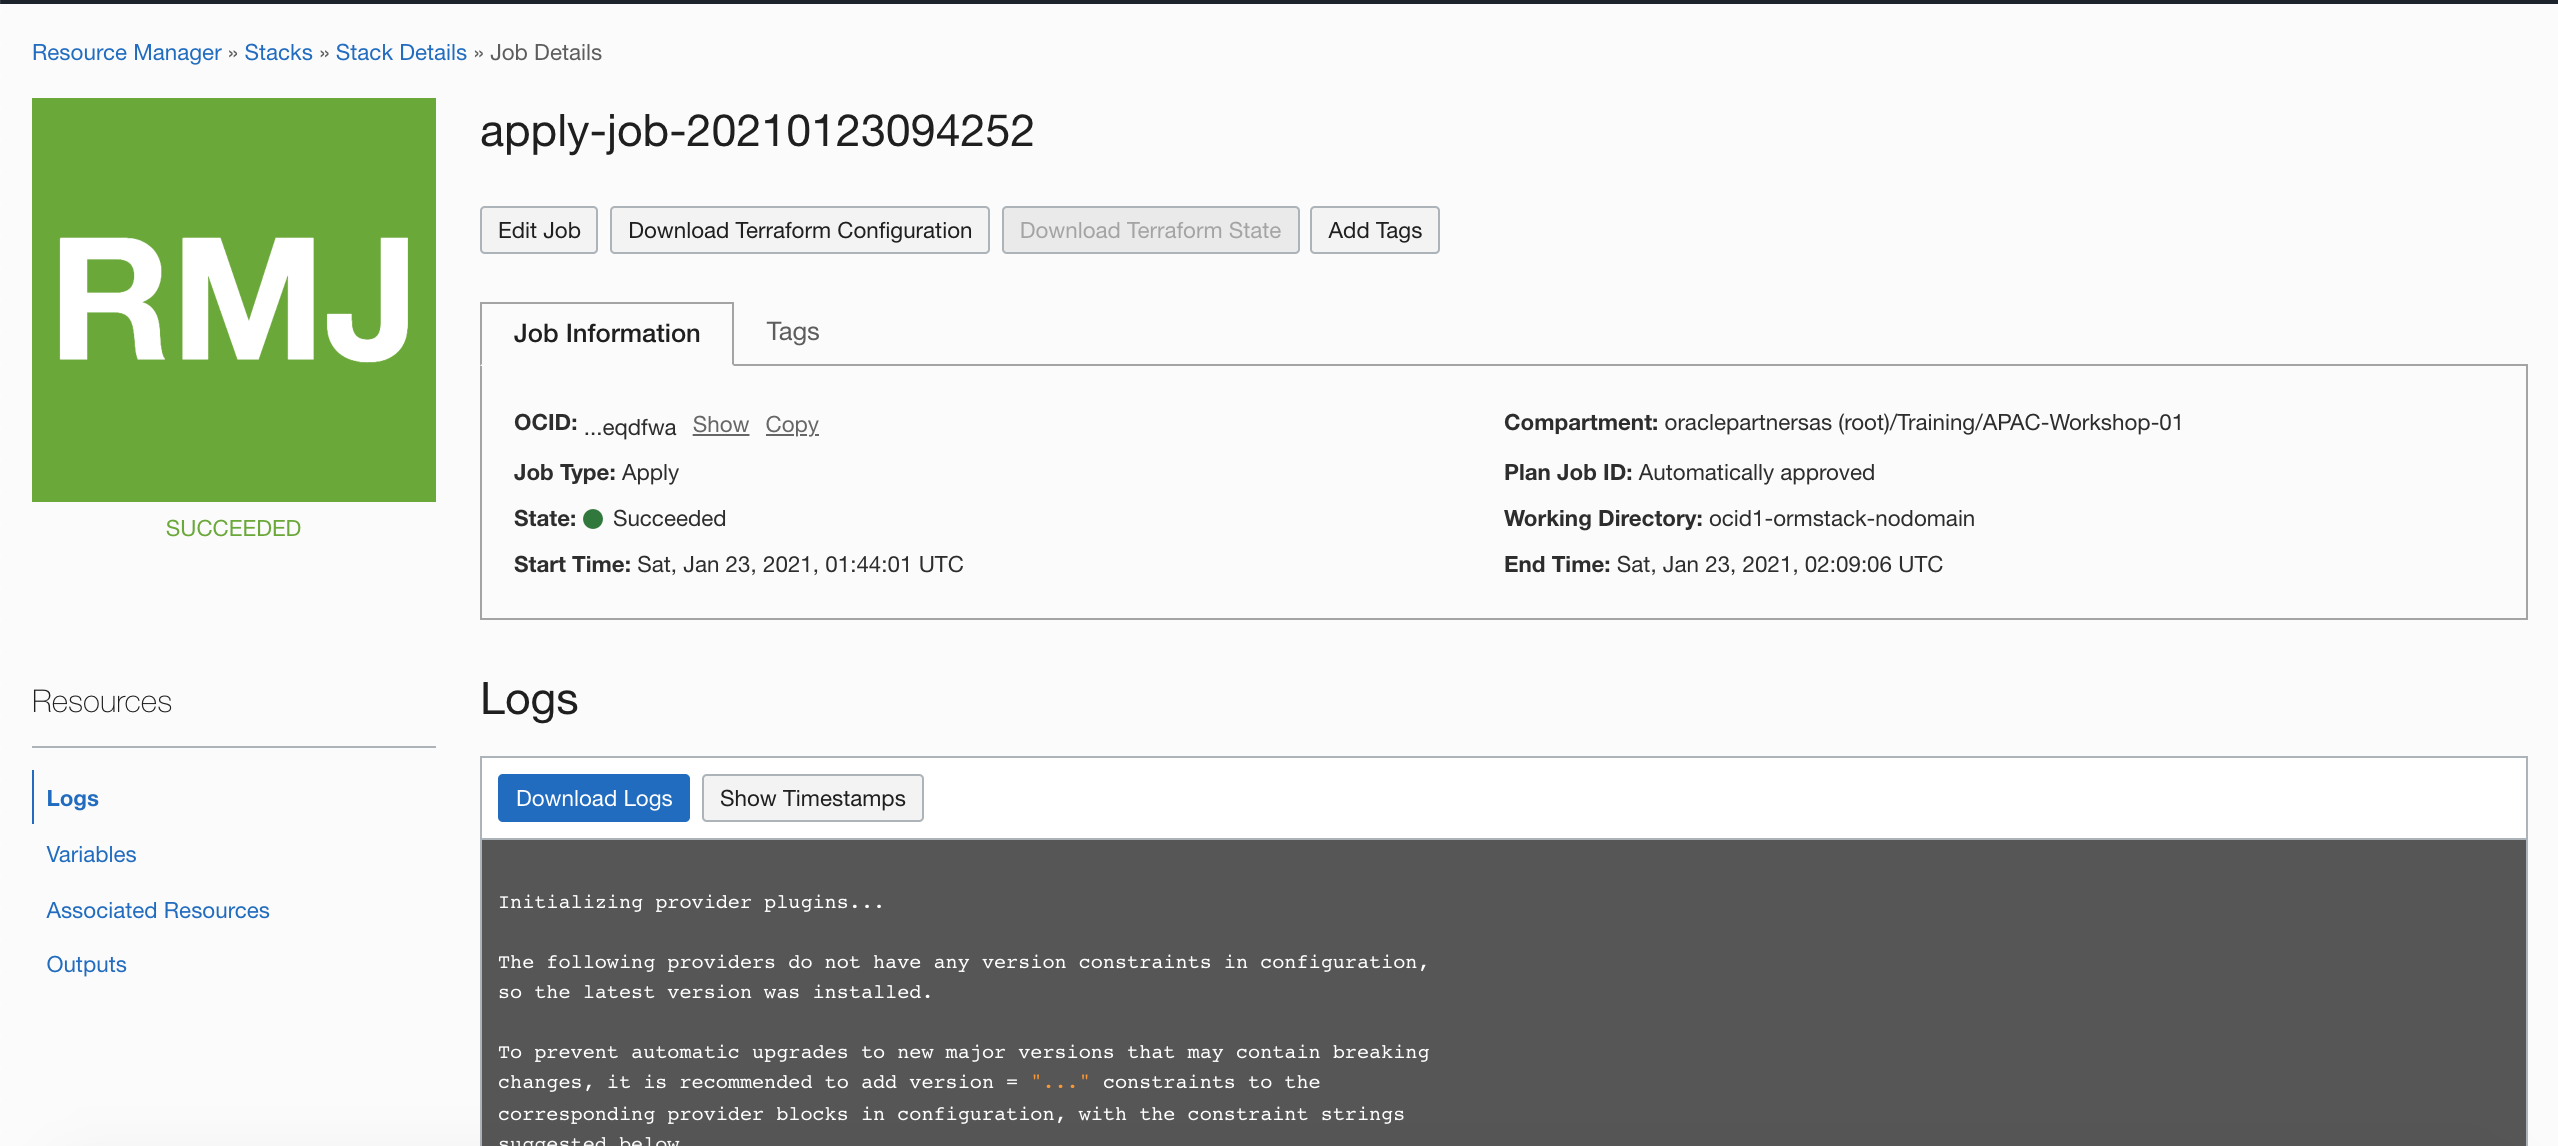 Resource Manager » Stacks » Stack Details » Job Details
RMJ
SUCCEEDED
apply-job-20210123094252
Edit Job Download Terraform Configuration Download Terraform State Add Tags
Job Information Tags
OCID: ...eqdfwa Show Copy
Job Type: Apply
State: Succeeded
Start Time: Sat, Jan 23, 2021, 01:44:01 UTC
Compartment: oraclepartnersas (root)/Training/APAC-Workshop-01
Plan Job ID: Automatically approved
Working Directory: ocid1-ormstack-nodomain
End Time: Sat, Jan 23, 2021, 02:09:06 UTC
Resources
Logs
Variables
Associated Resources
Outputs
Logs
Download Logs Show Timestamps
Initializing provider plugins...
The following providers do not have any version constraints in configuration,
so the latest version was installed.
To prevent automatic upgrades to new major versions that may contain breaking
changes, it is recommended to add version = "..." constraints to the
corresponding provider blocks in configuration, with the constraint strings
suggested below.